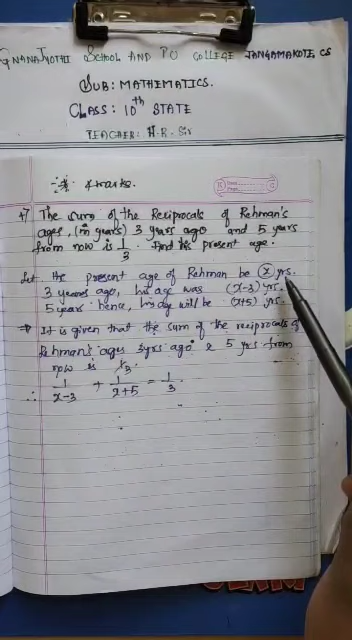 GNANAJYOTHI SCHOOL AND PU COLLEGE JANGAMAKOTE, CS
SUB: MATHEMATICS.
CLASS: 10th STATE
TEACHER: H.R. Sir
4 marks.
47 The sum of the Reciprocals of Rehman's
ages, (in years) 3 years ago and 5 years
from now is 1/3. Find his present age.
Let the present age of Rehman be x yrs.
3 years ago, his age was (x-3) yrs.
5 years hence, his age will be (x+5) yrs.
⇒ It is given that the sum of the reciprocals of
Rehman's ages 3yrs ago & 5 yrs from
now is 1/3.
∴ 1/(x-3) + 1/(x+5) = 1/3.